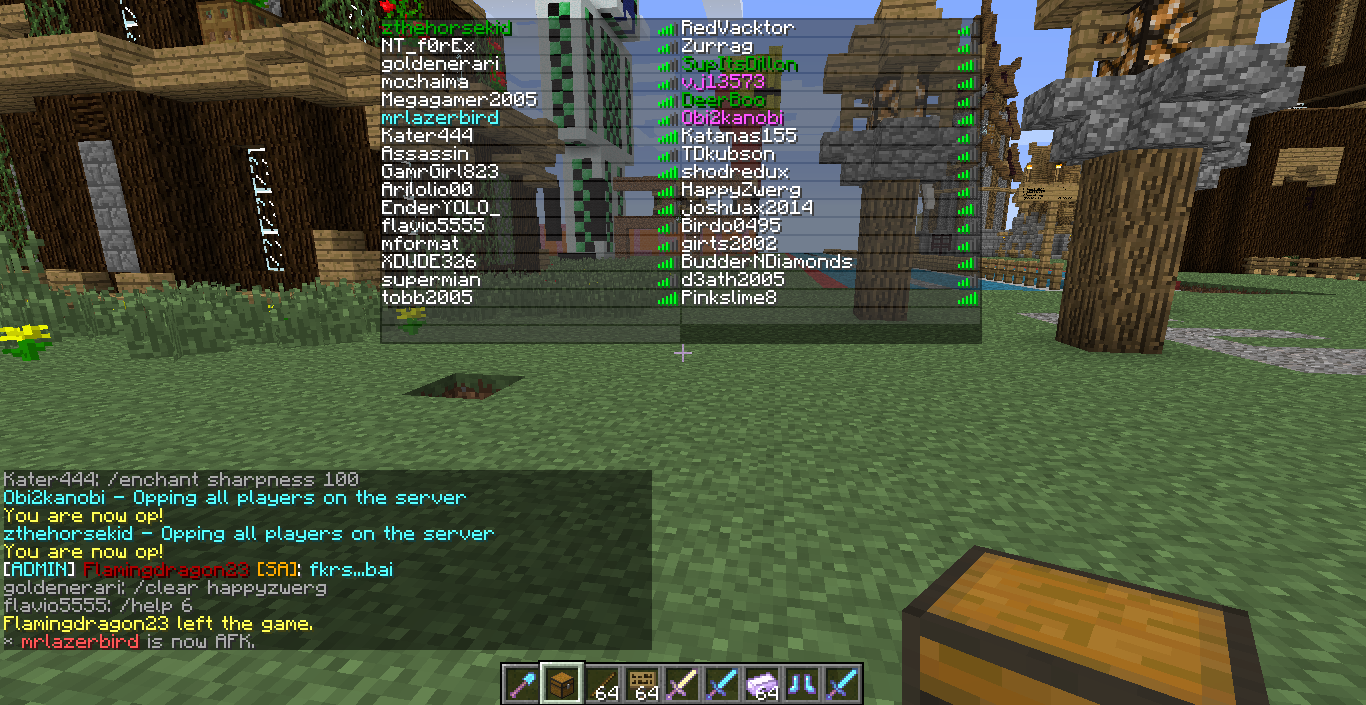 zthehorsekid
NT_f0rEx
goldenerari
mochaima
Megagamer2005
mrlazerbird
Kater444
Assassin
GamrGirl823
Arilolio00
EnderYOLO_
flavio5555
mformat
XDUDE326
supermian
tobb2005
RedVacktor
Zurrag
SupItsDillon
vj13573
DeerBoo
Obi2kanobi
Katanas155
TDkubson
shodredux
HappyZwerg
joshuax2014
Birdo0495
girts2002
BudderNDiamonds
d3ath2005
Pinkslime8
Kater444: /enchant sharpness 100
Obi2kanobi - Opping all players on the server
You are now op!
zthehorsekid - Opping all players on the server
You are now op!
[ADMIN] Flamingdragon23 [SA]: fkrs...bai
goldenerari: /clear happyzwerg
flavio5555: /help 6
Flamingdragon23 left the game.
* mrlazerbird is now AFK.
64 64 64